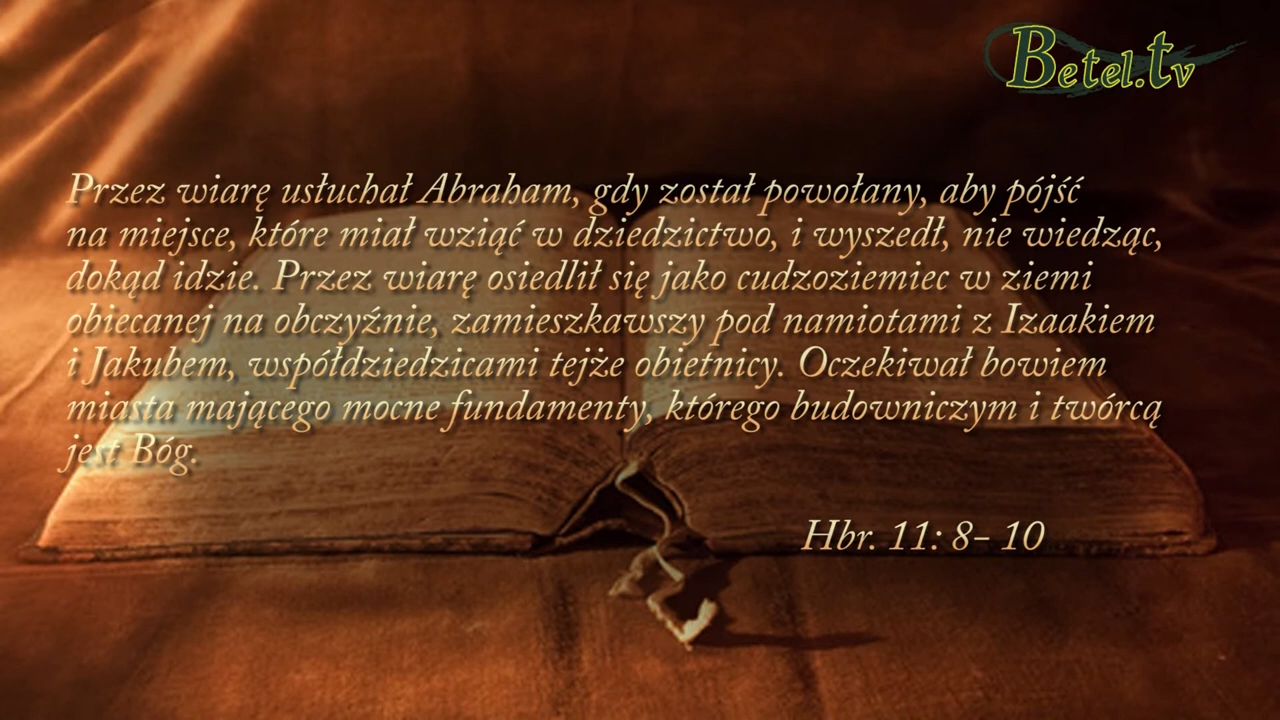 Betel.tv
Przez wiarę usłuchał Abraham, gdy został powołany, aby pójść
na miejsce, które miał wziąć w dziedzictwo, i wyszedł, nie wiedząc,
dokąd idzie. Przez wiarę osiedlił się jako cudzoziemiec w ziemi
obiecanej na obczyźnie, zamieszkawszy pod namiotami z Izaakiem
i Jakubem, współdziedzicami tejże obietnicy. Oczekiwał bowiem
miasta mającego mocne fundamenty, którego budowniczym i twórcą
jest Bóg.
Hbr. 11: 8- 10